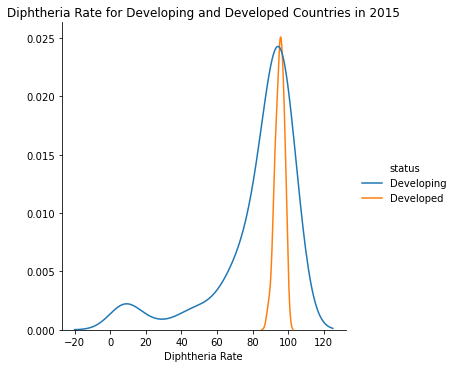 Diphtheria Rate for Developing and Developed Countries in 2015
0.025
0.020
0.015
0.010
0.005
0.000
−20 0 20 40 60 80 100 120
Diphtheria Rate
status
Developing
Developed